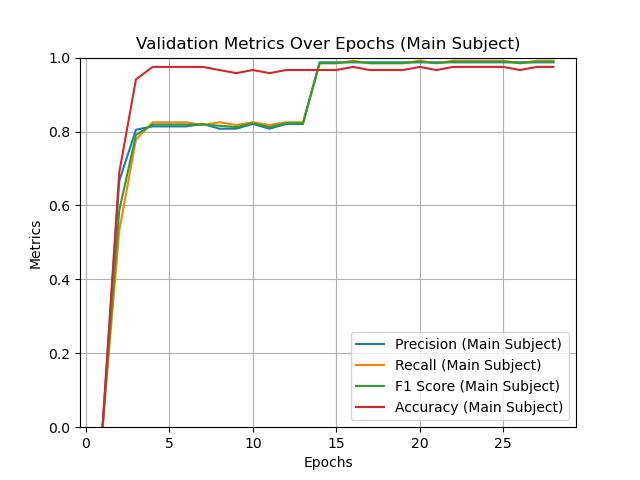 Validation Metrics Over Epochs (Main Subject)
1.0
0.8
0.6
0.4
0.2
0.0
Metrics
0
5
10
15
20
25
Epochs
Precision (Main Subject)
Recall (Main Subject)
F1 Score (Main Subject)
Accuracy (Main Subject)